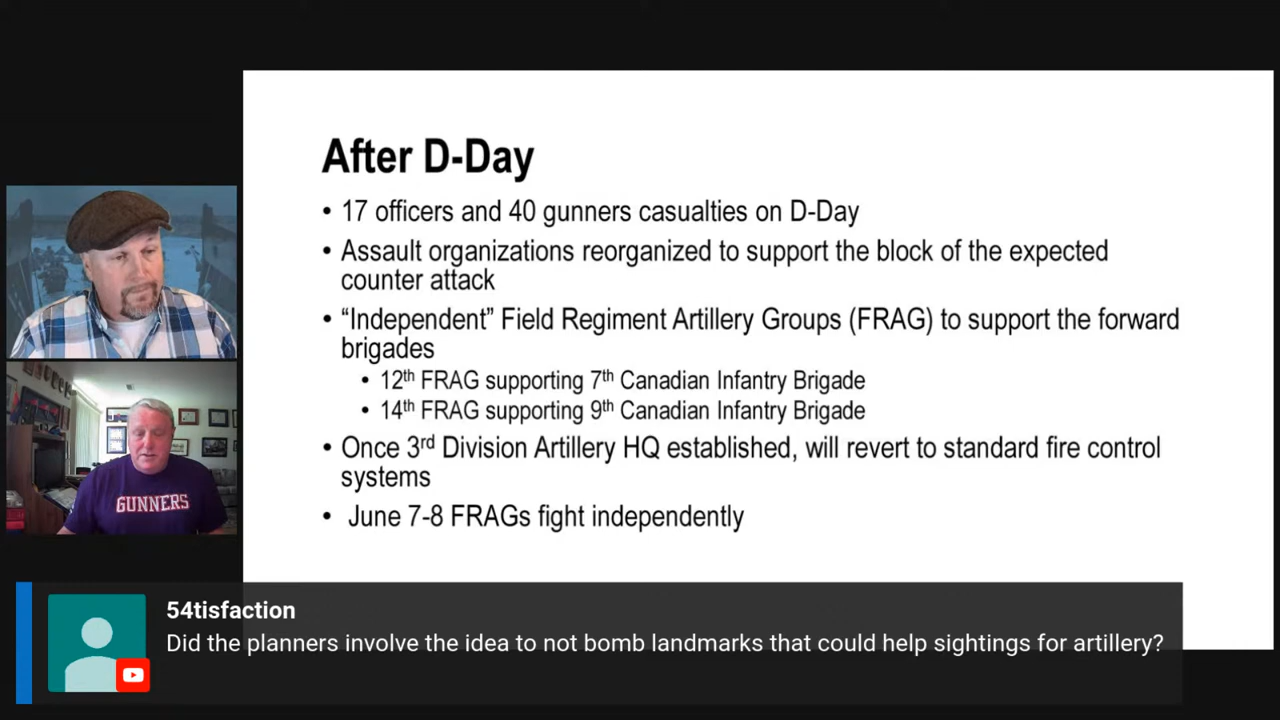 After D-Day
• 17 officers and 40 gunners casualties on D-Day
• Assault organizations reorganized to support the block of the expected
counter attack
• “Independent” Field Regiment Artillery Groups (FRAG) to support the forward
brigades
• 12th FRAG supporting 7th Canadian Infantry Brigade
• 14th FRAG supporting 9th Canadian Infantry Brigade
• Once 3rd Division Artillery HQ established, will revert to standard fire control
systems
• June 7-8 FRAGs fight independently
GUNNERS
54tisfaction
Did the planners involve the idea to not bomb landmarks that could help sightings for artillery?